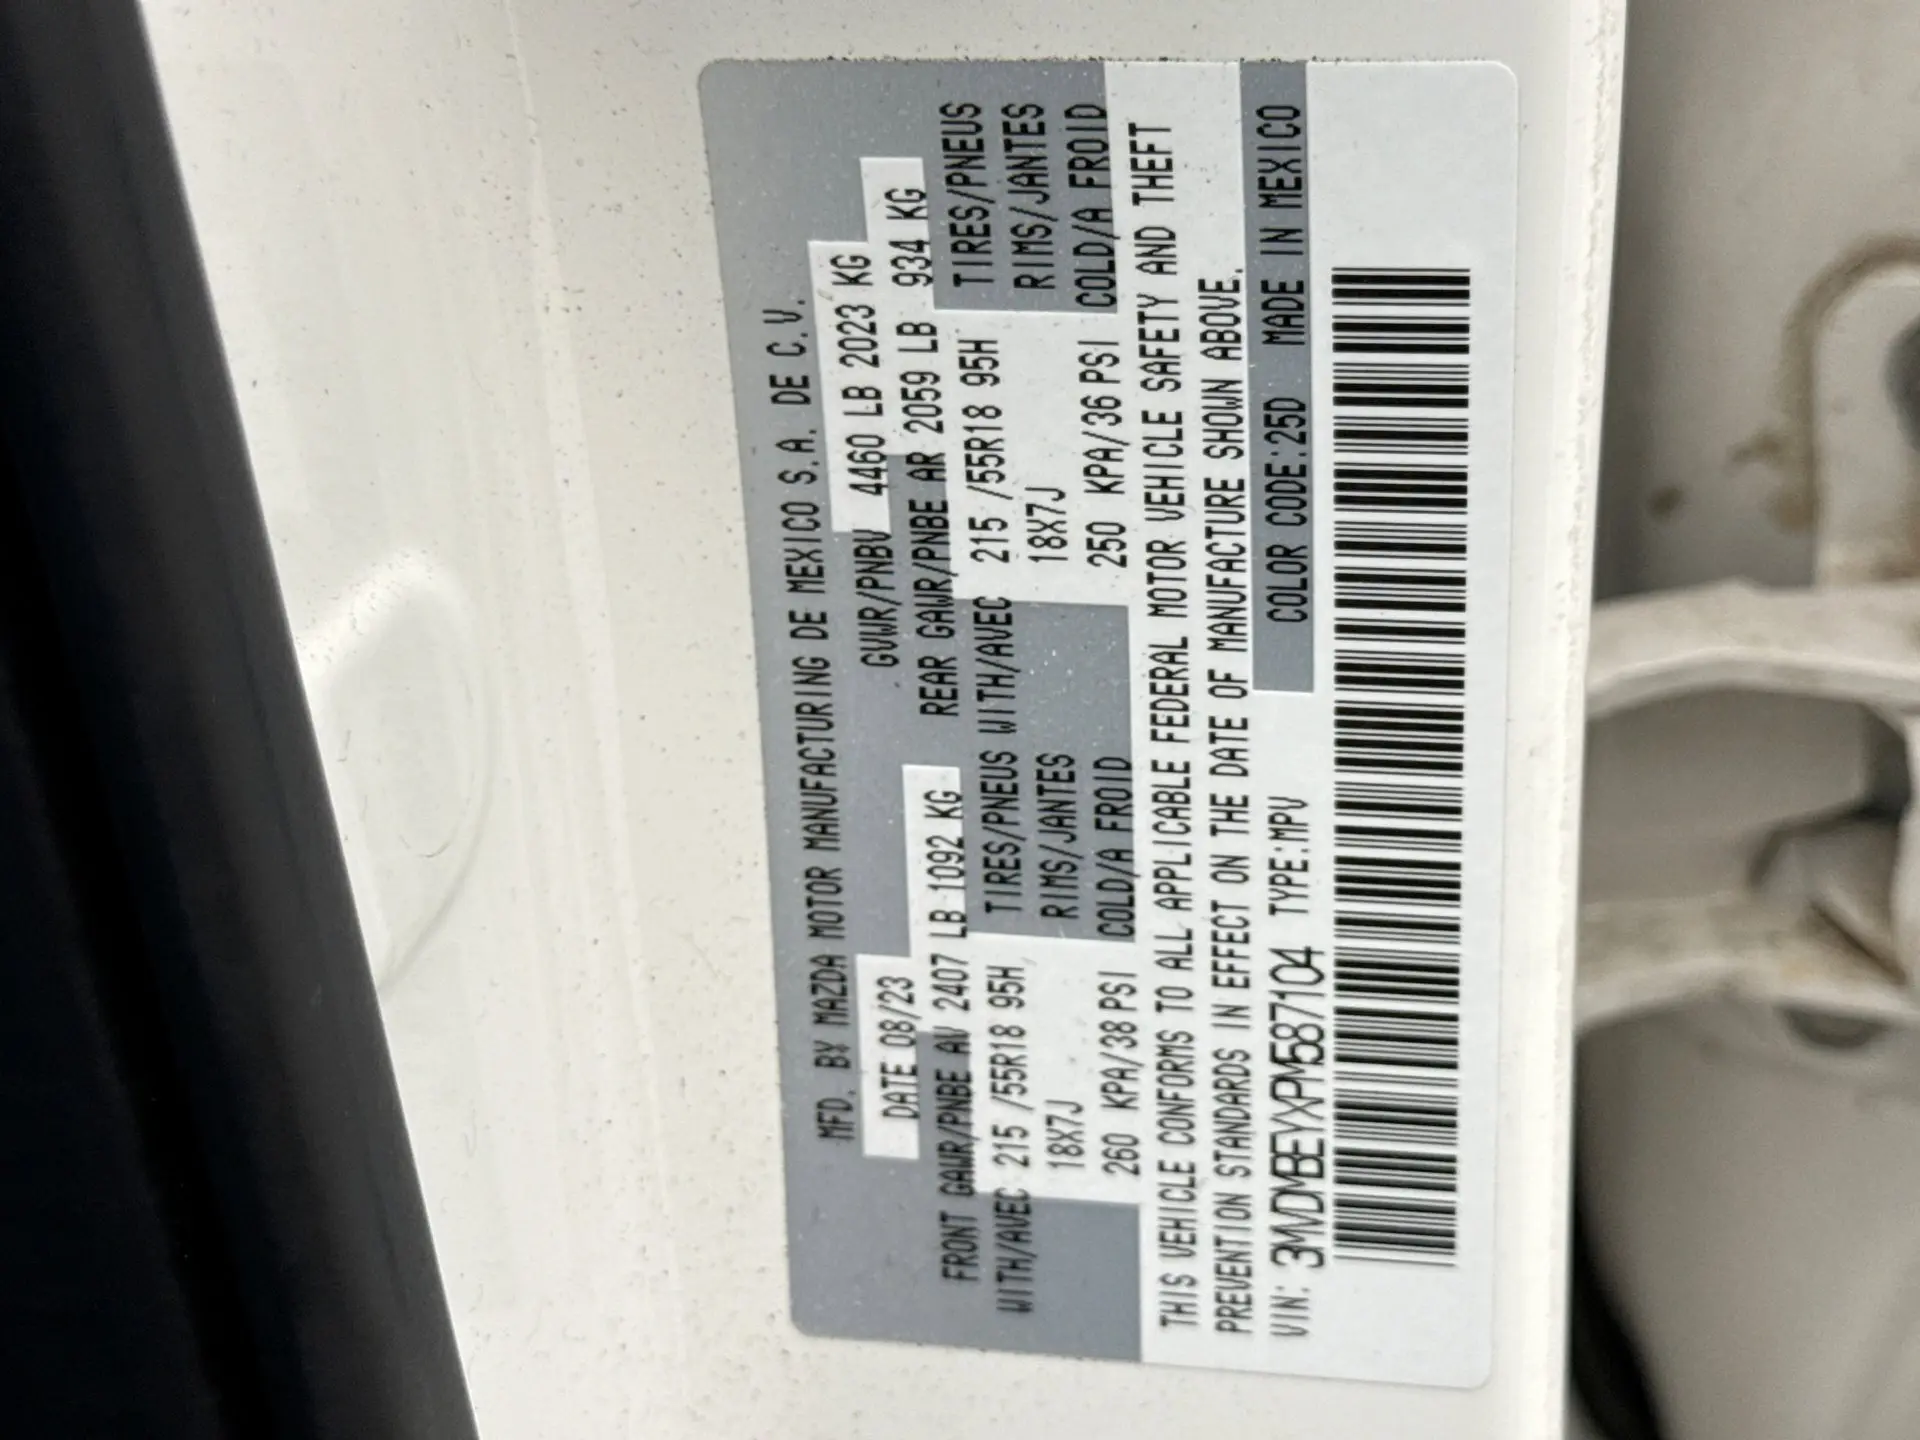 MFD. BY MAZDA MOTOR MANUFACTURING DE MEXICO S.A. DE C.V.
DATE 08/23 GVWR/PNBV 4460 LB 2023 KG
FRONT GAWR/PNBE AV 2407 LB 1092 KG REAR GAWR/PNBE AR 2059 LB 934 KG
WITH/AVEC 215 /55R18 95H TIRES/PNEUS WITH/AVEC 215 /55R18 95H TIRES/PNEUS
18X7J RIMS/JANTES 18X7J RIMS/JANTES
260 KPA/38 PSI COLD/A FROID 250 KPA/36 PSI COLD/A FROID
THIS VEHICLE CONFORMS TO ALL APPLICABLE FEDERAL MOTOR VEHICLE SAFETY AND THEFT
PREVENTION STANDARDS IN EFFECT ON THE DATE OF MANUFACTURE SHOWN ABOVE.
VIN: 3MVDMBEYXPM587104 TYPE:MPV COLOR CODE:25D MADE IN MEXICO